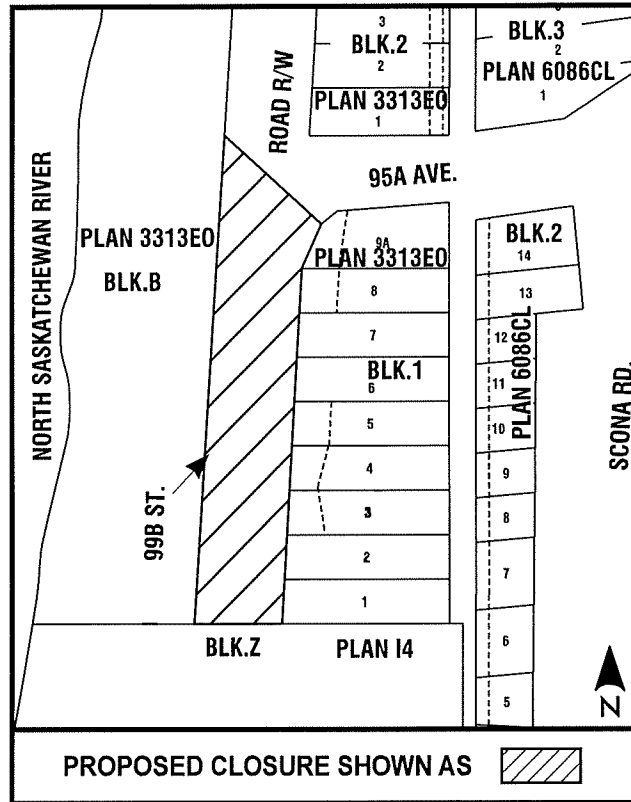 3
BLK.2
2
PLAN 3313EO
1
BLK.3
2
PLAN 6086CL
1
ROAD R/W
95A AVE.
NORTH SASKATCHEWAN RIVER
PLAN 3313EO
BLK.B
9A
PLAN 3313EO
8
7
BLK.1
6
5
4
3
2
1
BLK.2
14
13
12
11
10
9
8
7
6
5
PLAN 6086CL
SCONA RD.
99B ST.
BLK.Z
PLAN I4
N
PROPOSED CLOSURE SHOWN AS